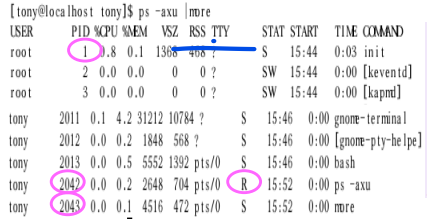 [tony@localhost tony]$ ps -axu |more
USER PID %CPU %MEM VSZ RSS TTY STAT START TIME COMMAND
root 1 0.8 0.1 1368 468 ? S 15:44 0:03 init
root 2 0.0 0.0 0 0 ? SW 15:44 0:00 [keventd]
root 3 0.0 0.0 0 0 ? SW 15:44 0:00 [kapmd]
tony 2011 0.1 4.2 31212 10784 ? S 15:46 0:00 gnome-terminal
tony 2012 0.0 0.2 1848 568 ? S 15:46 0:00 [gnome-pty-helpe]
tony 2013 0.0 0.5 5552 1392 pts/0 S 15:46 0:00 bash
tony 2042 0.0 0.2 2648 704 pts/0 R 15:52 0:00 ps -axu
tony 2043 0.0 0.1 4516 472 pts/0 S 15:52 0:00 more